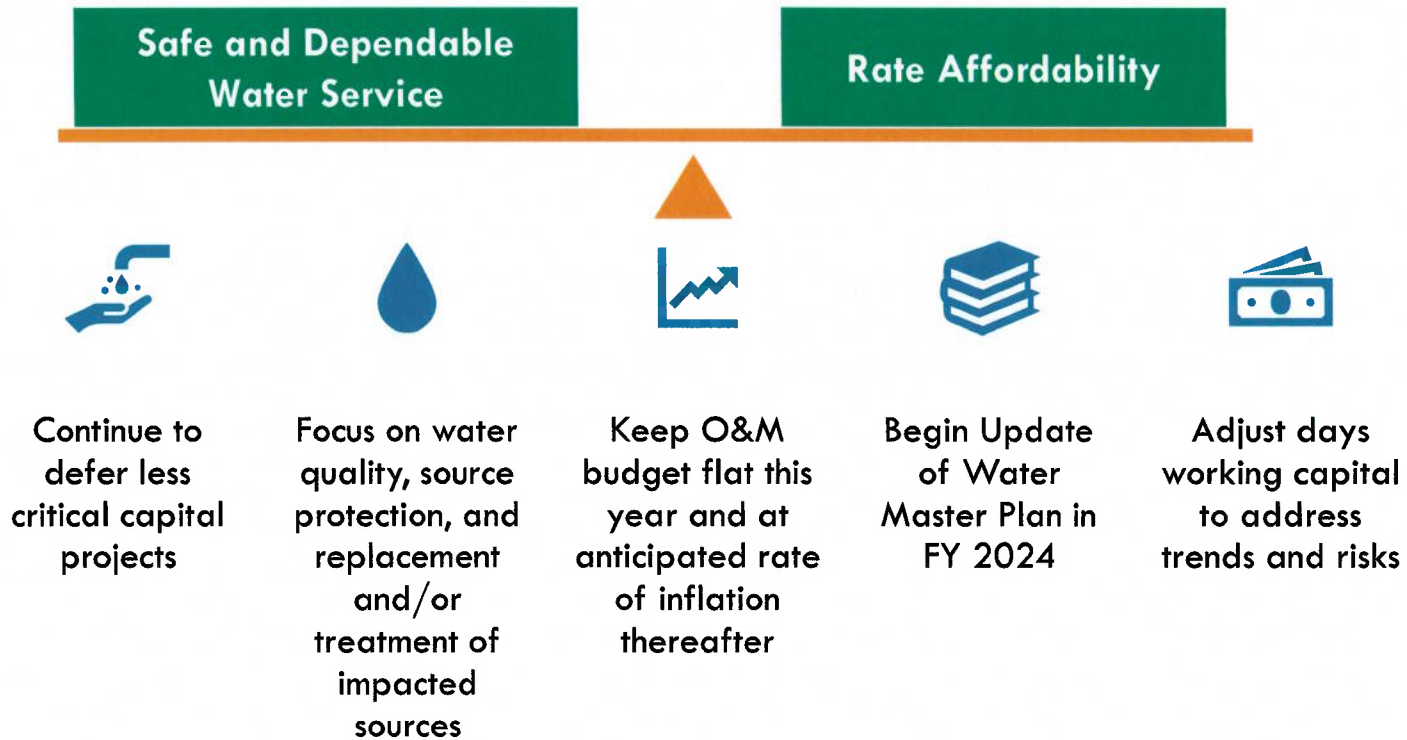 Safe and Dependable
Water Service
Rate Affordability
Continue to
defer less
critical capital
projects
Focus on water
quality, source
protection, and
replacement
and/or
treatment of
impacted
sources
Keep O&M
budget flat this
year and at
anticipated rate
of inflation
thereafter
Begin Update
of Water
Master Plan in
FY 2024
Adjust days
working capital
to address
trends and risks